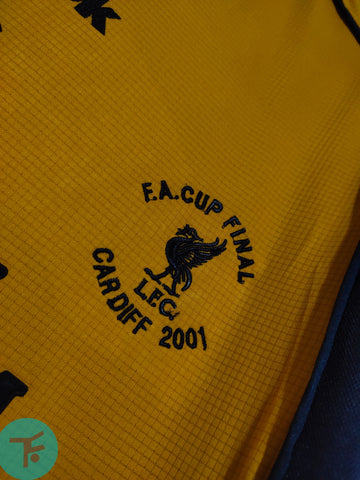 F.A.CUP FINAL
L.F.C.
CARDIFF 2001